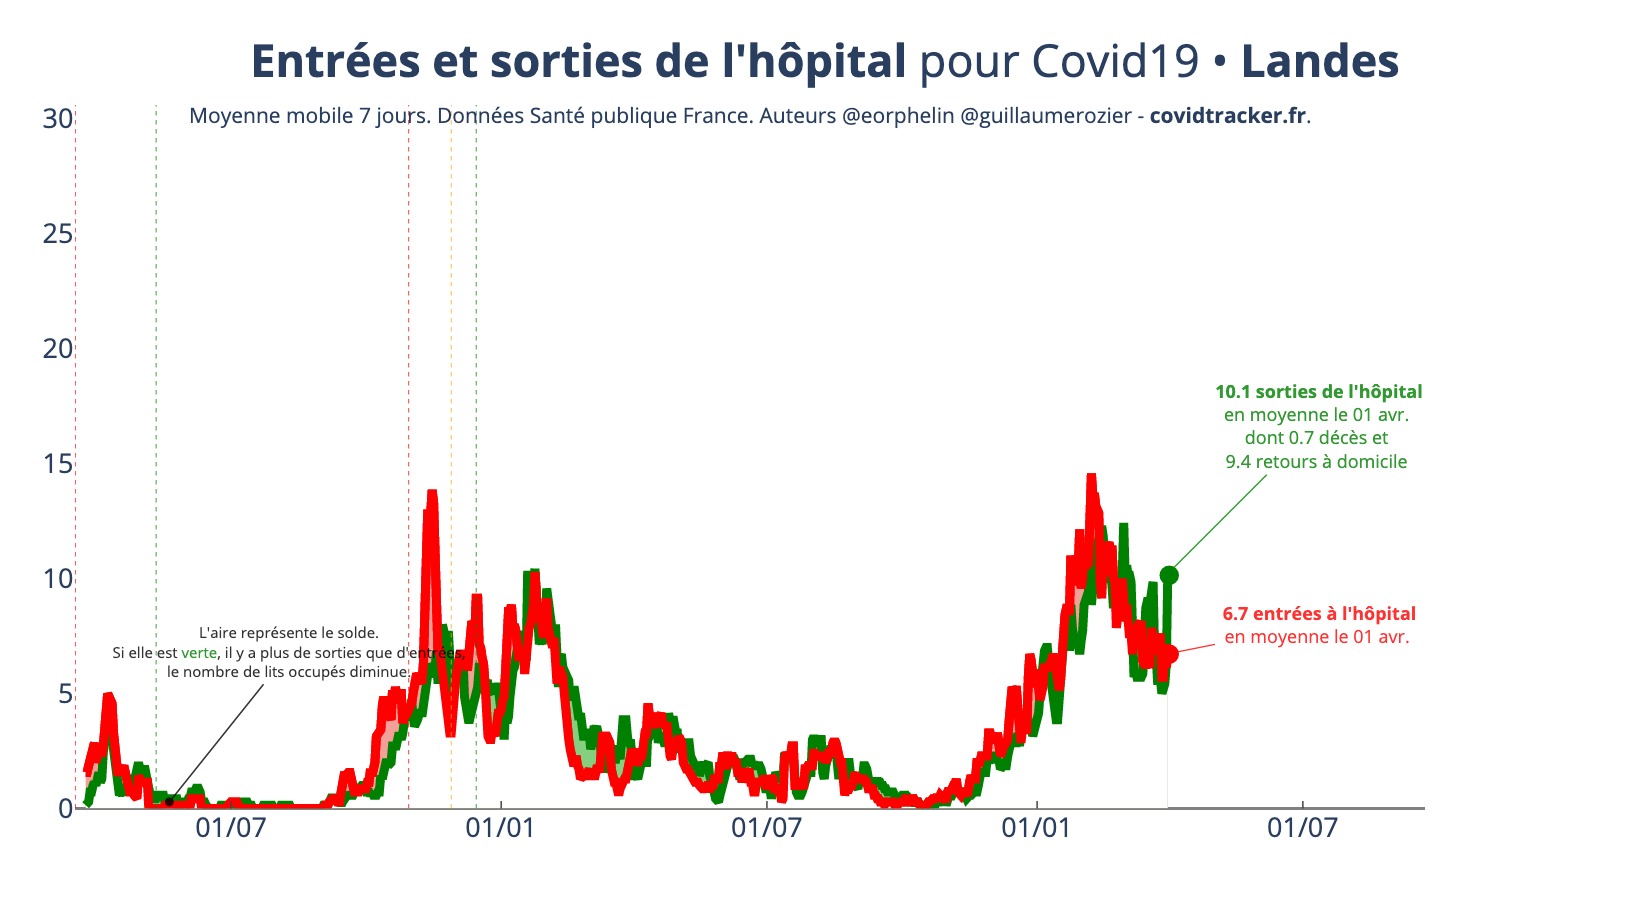 Entrées et sorties de l'hôpital pour Covid19 • Landes
Moyenne mobile 7 jours. Données Santé publique France. Auteurs @eorphelin @guillaumerozier - covidtracker.fr.
30
25
20
15
10
5
0
10.1 sorties de l'hôpital
en moyenne le 01 avr.
dont 0.7 décès et
9.4 retours à domicile
6.7 entrées à l'hôpital
en moyenne le 01 avr.
L'aire représente le solde.
Si elle est verte, il y a plus de sorties que d'entrées,
le nombre de lits occupés diminue.
01/07
01/01
01/07
01/01
01/07